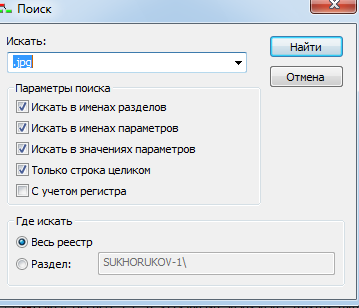 Поиск
Искать:
.jpg
Найти
Отмена
Параметры поиска
Искать в именах разделов
Искать в именах параметров
Искать в значениях параметров
Только строка целиком
С учетом регистра
Где искать
Весь реестр
Раздел:
SUKHORUKOV-1\